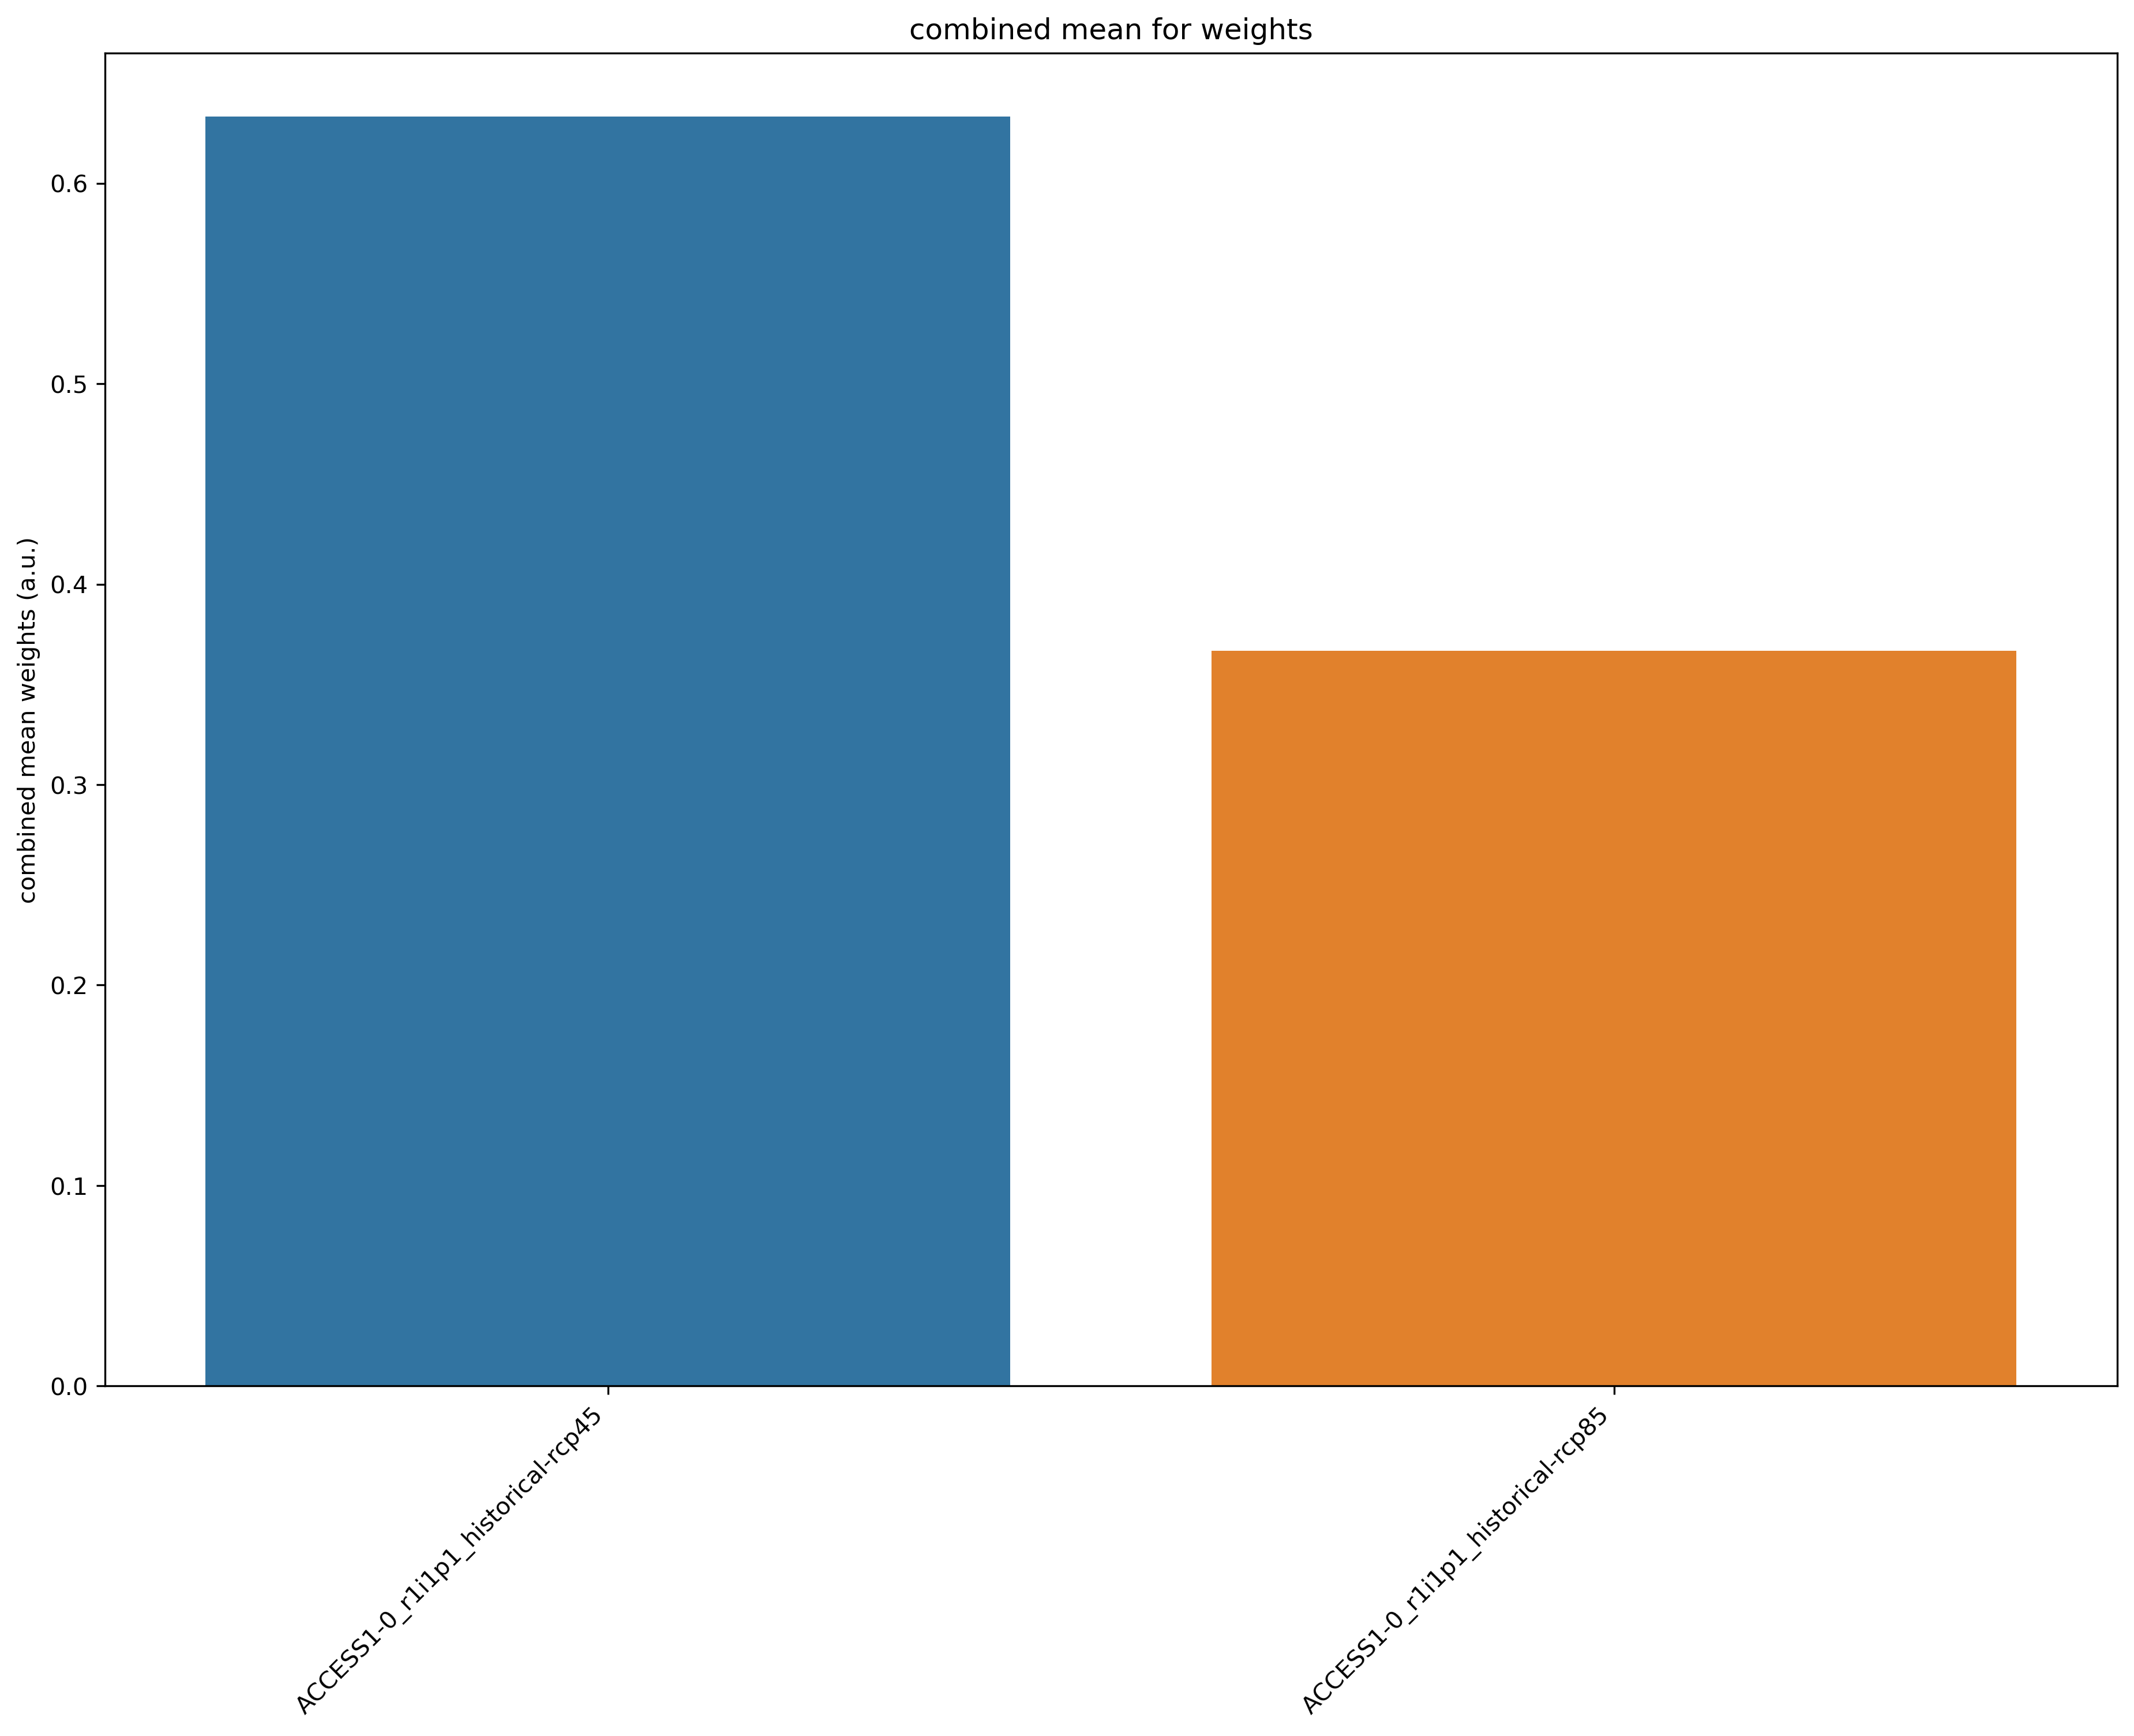 combined mean for weights
combined mean weights (a.u.)
0.6
0.5
0.4
0.3
0.2
0.1
0.0
ACCESS1-0_r1i1p1_historical-rcp45
ACCESS1-0_r1i1p1_historical-rcp85